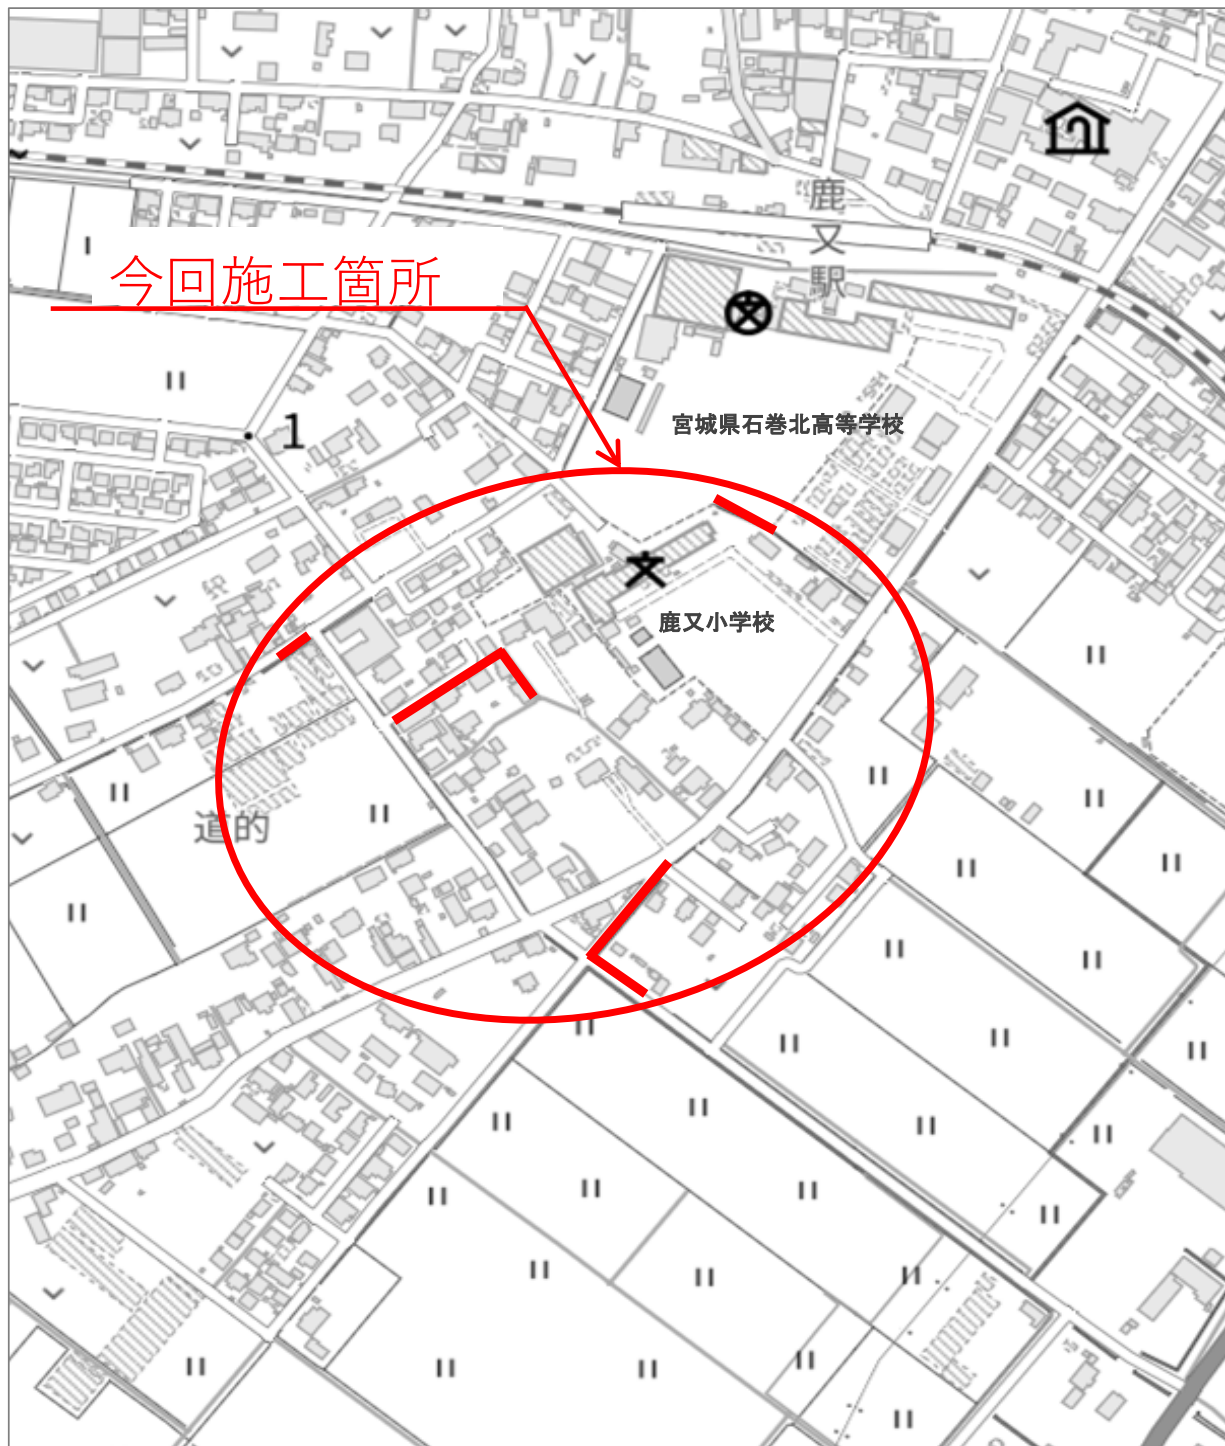 鹿又駅
今回施工箇所
宮城県石巻北高等学校
1
鹿又小学校
道的